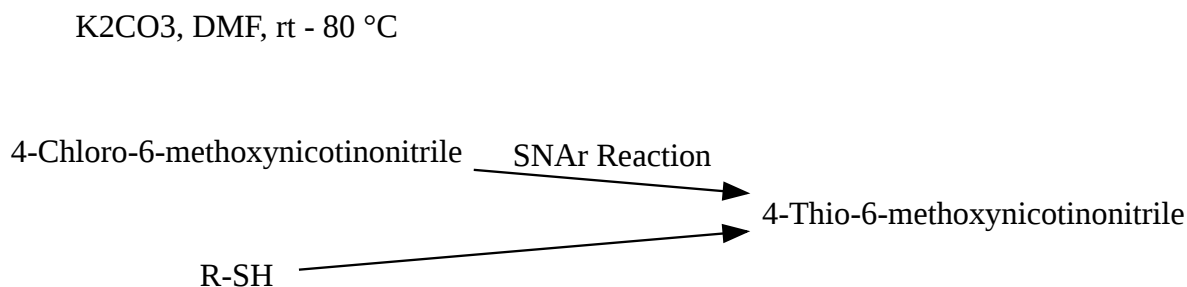 K2CO3, DMF, rt - 80 °C
4-Chloro-6-methoxynicotinonitrile
SNAr Reaction
4-Thio-6-methoxynicotinonitrile
R-SH